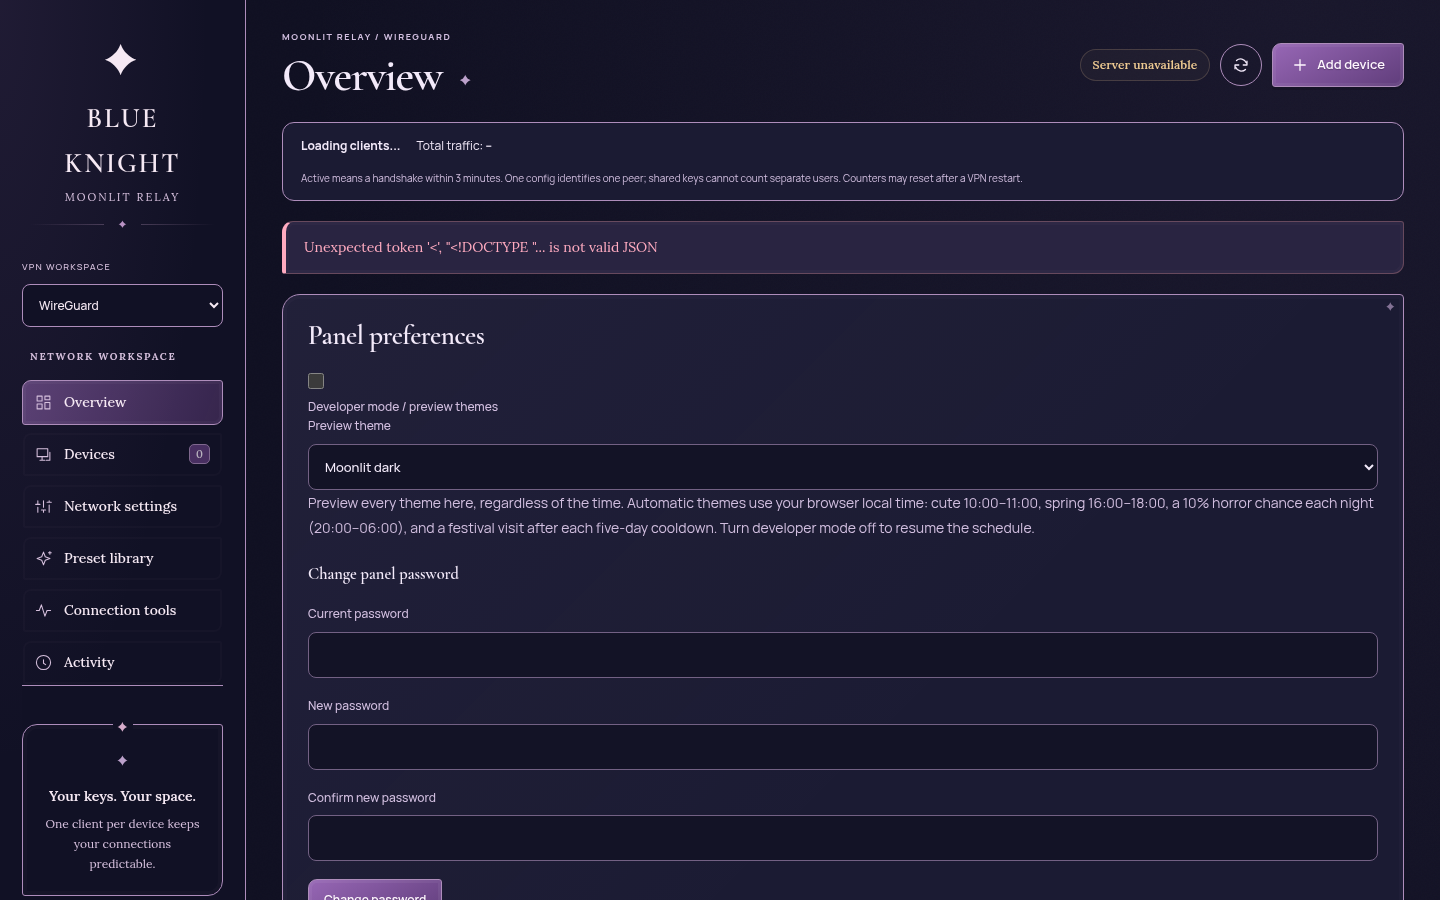 BLUE
KNIGHT
MOONLIT RELAY
VPN WORKSPACE
WireGuard
NETWORK WORKSPACE
Overview
Devices 0
Network settings
Preset library
Connection tools
Activity
Your keys. Your space.
One client per device keeps
your connections
predictable.
MOONLIT RELAY / WIREGUARD
Overview
Server unavailable
Add device
Loading clients... Total traffic: –
Active means a handshake within 3 minutes. One config identifies one peer; shared keys cannot count separate users. Counters may reset after a VPN restart.
Unexpected token '<', "<!DOCTYPE "... is not valid JSON
Panel preferences
Developer mode / preview themes
Preview theme
Moonlit dark
Preview every theme here, regardless of the time. Automatic themes use your browser local time: cute 10:00–11:00, spring 16:00–18:00, a 10% horror chance each night
(20:00–06:00), and a festival visit after each five-day cooldown. Turn developer mode off to resume the schedule.
Change panel password
Current password
New password
Confirm new password
Change password